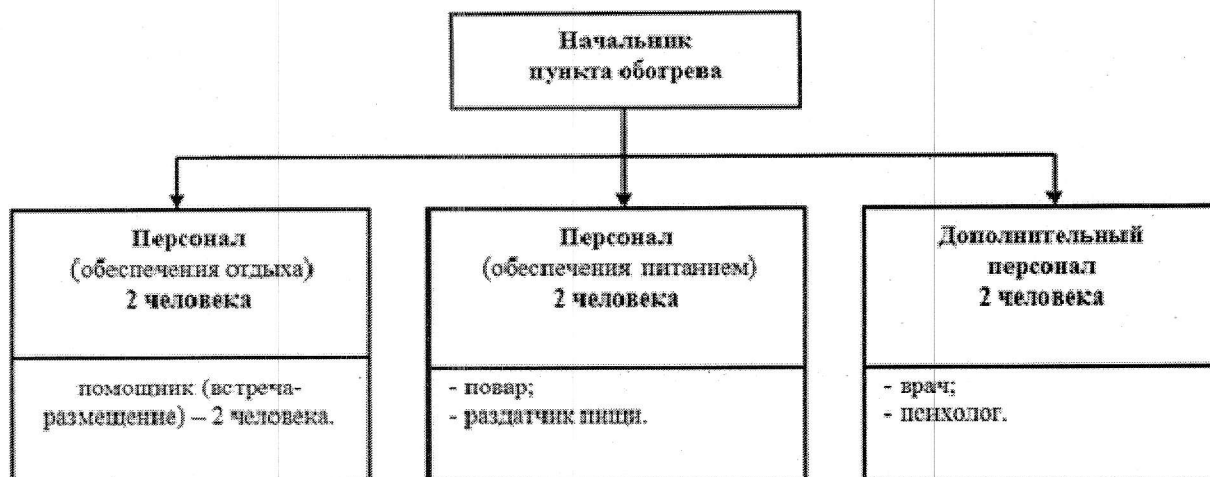 Начальник
пункта обогрева
Персонал
(обеспечения отдыха)
2 человека
помощник (встреча-
размещение) – 2 человека.
Персонал
(обеспечения питанием)
2 человека
- повар;
- раздатчик пищи.
Дополнительный
персонал
2 человека
- врач;
- психолог.